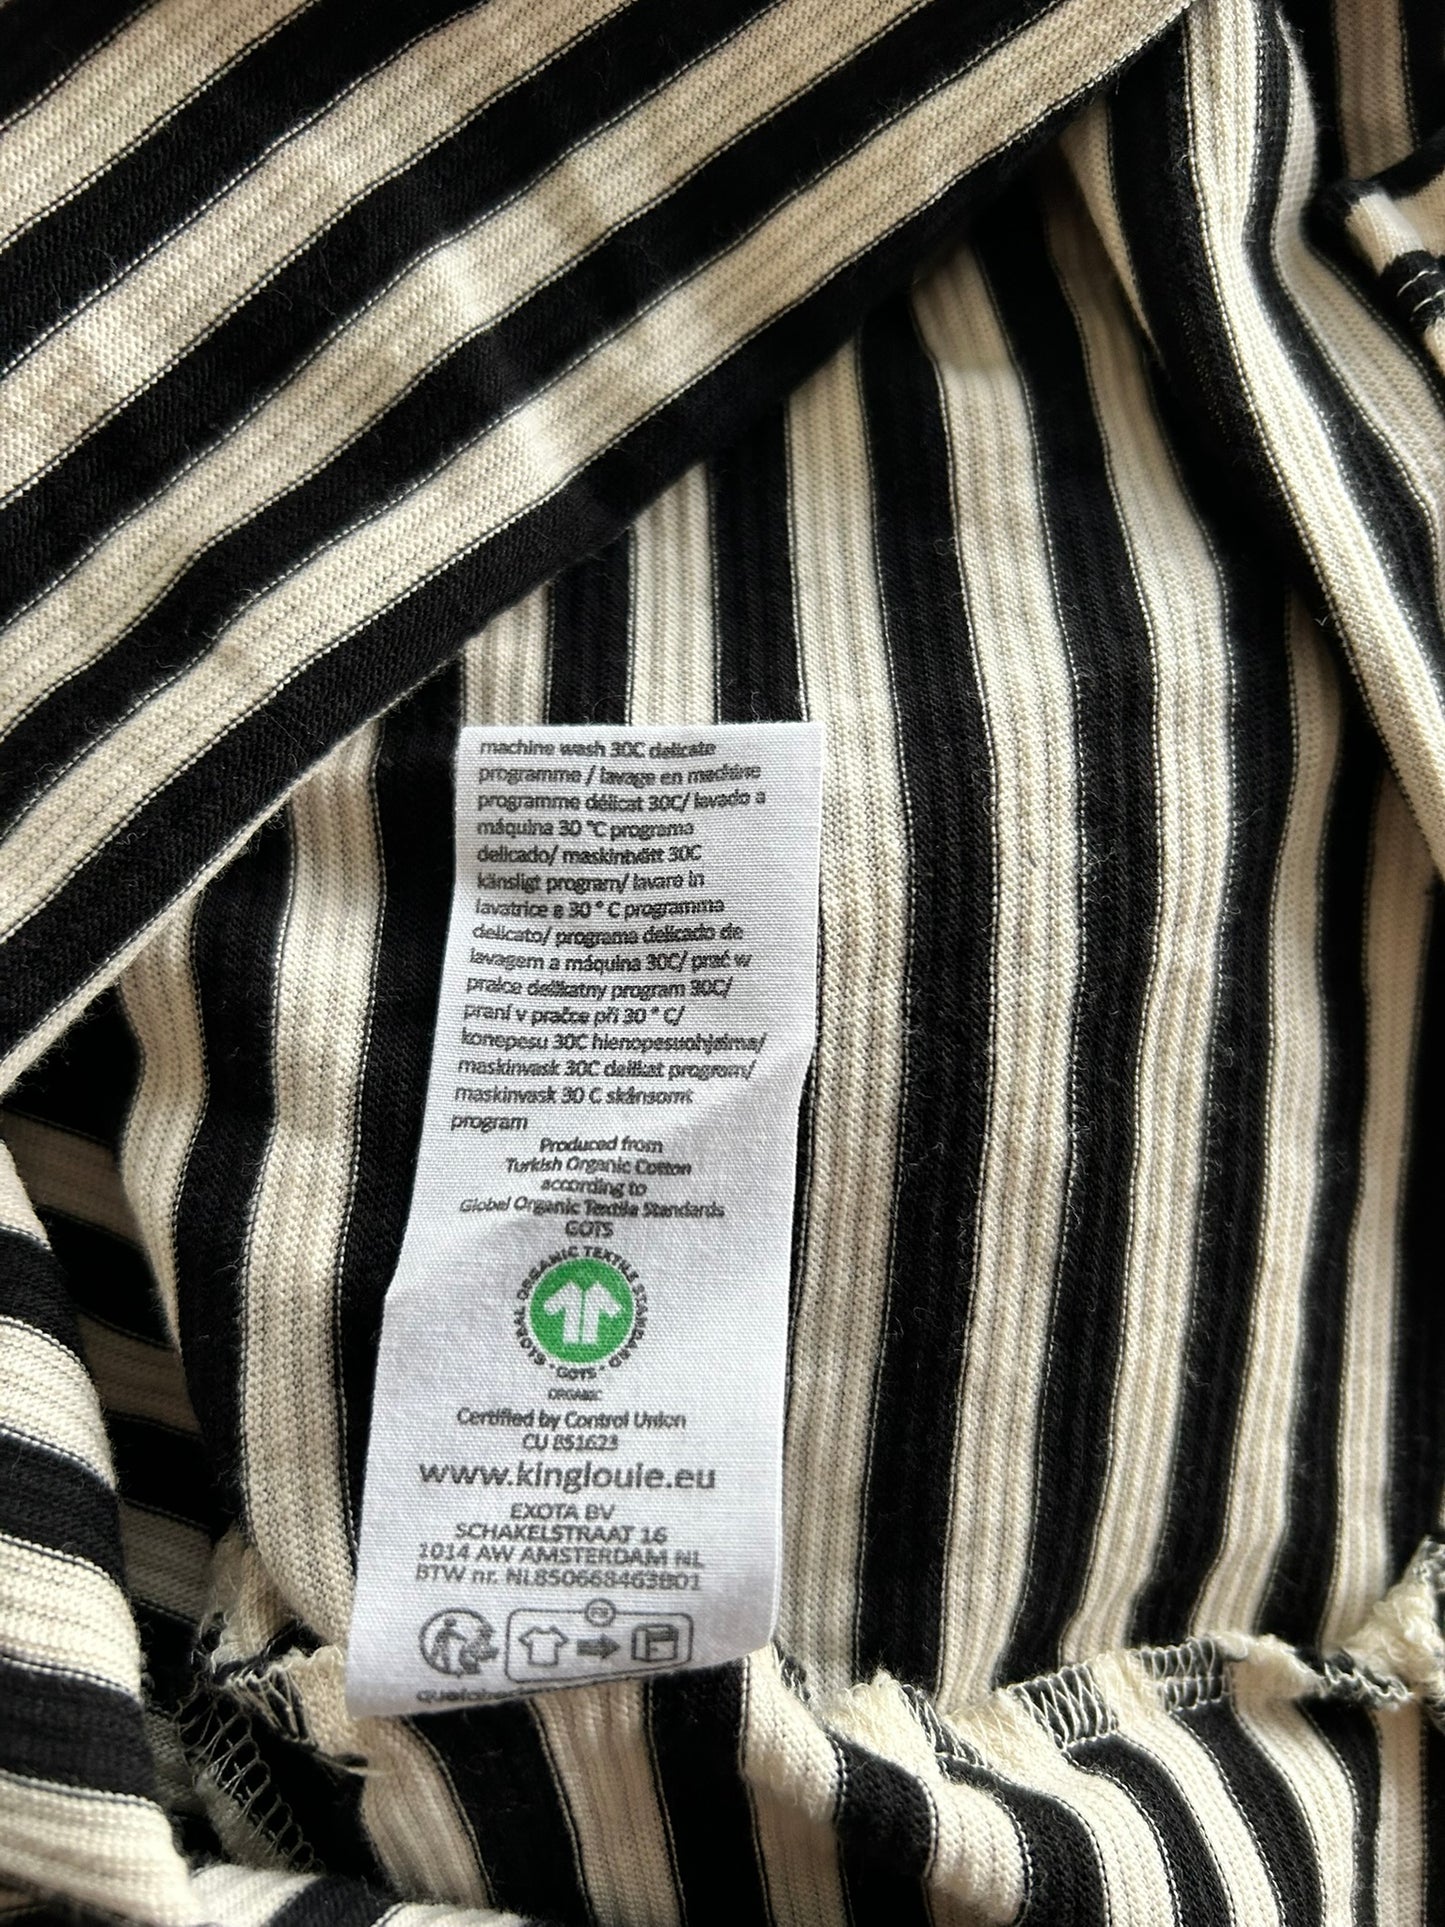 machine wash 30C delicate
programme / lavage en machine
programme délicat 30C/ lavado a
máquina 30 °C programa
delicado/ maskintvätt 30C
känsligt program/ lavare in
lavatrice a 30 ° C programma
delicato/ programa delicado de
lavagem a máquina 30C/ prać w
pralce delikatny program 30C/
praní v pračce při 30 ° C/
konepesu 30C hienopesuohjelma/
maskinvask 30C delikat program/
maskinvask 30 C skånsomt
program
Produced from
Turkish Organic Cotton
according to
Global Organic Textile Standards
GOTS
GLOBAL ORGANIC TEXTILE STANDARD
· GOTS ·
ORGANIC
Certified by Control Union
CU 851623
www.kinglouie.eu
EXOTA BV
SCHAKELSTRAAT 16
1014 AW AMSTERDAM NL
BTW nr. NL850668463B01
FR